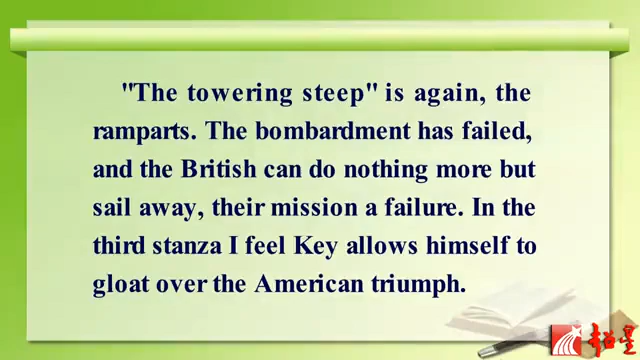 "The towering steep" is again, the
ramparts. The bombardment has failed,
and the British can do nothing more but
sail away, their mission a failure. In the
third stanza I feel Key allows himself to
gloat over the American triumph.
超星